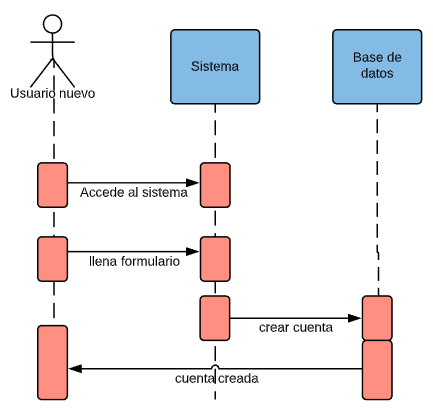 Sistema
Base de
datos
Usuario nuevo
Accede al sistema
llena formulario
crear cuenta
cuenta creada